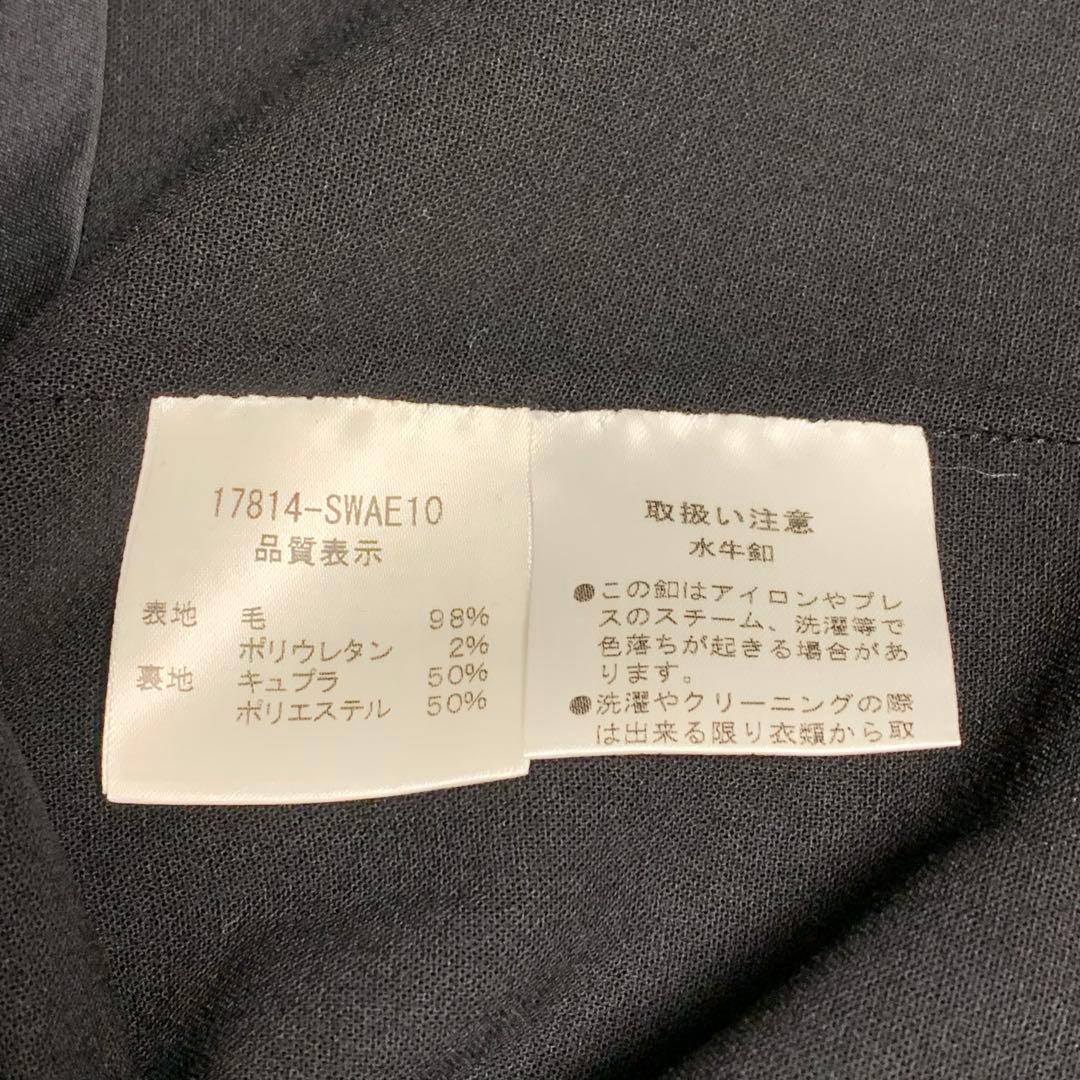 17814-SWAE10
品質表示
表地 毛 98%
ポリウレタン 2%
裏地 キュプラ 50%
ポリエステル 50%
取扱い注意
水牛釦
●この釦はアイロンやプレ
スのスチーム、洗濯等で
色落ちが起きる場合があ
ります。
●洗濯やクリーニングの際
は出来る限り衣類から取